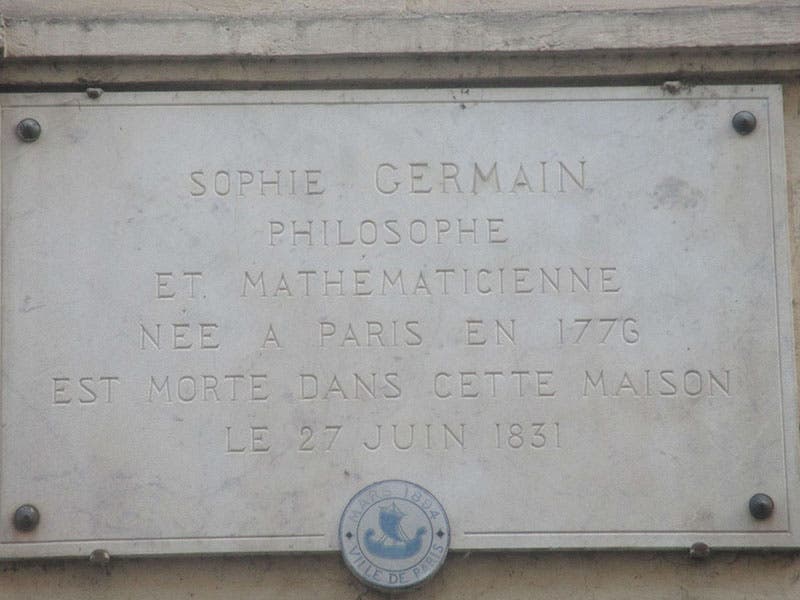 SOPHIE GERMAIN
PHILOSOPHE
ET MATHÉMATICIENNE
NÉE A PARIS EN 1776
EST MORTE DANS CETTE MAISON
LE 27 JUIN 1831
MARS 1894
VILLE DE PARIS